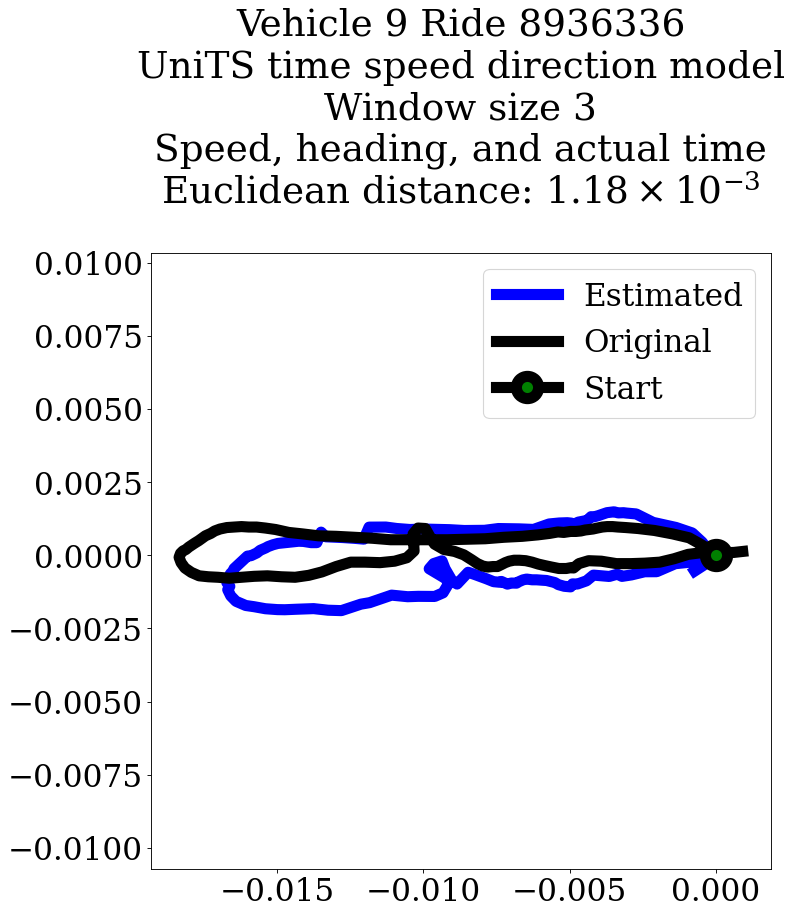 Vehicle 9 Ride 8936336
UniTS time speed direction model
Window size 3
Speed, heading, and actual time
Euclidean distance: 1.18 × 10⁻³
0.0100
0.0075
0.0050
0.0025
0.0000
−0.0025
−0.0050
−0.0075
−0.0100
Estimated
Original
Start
−0.015
−0.010
−0.005
0.000